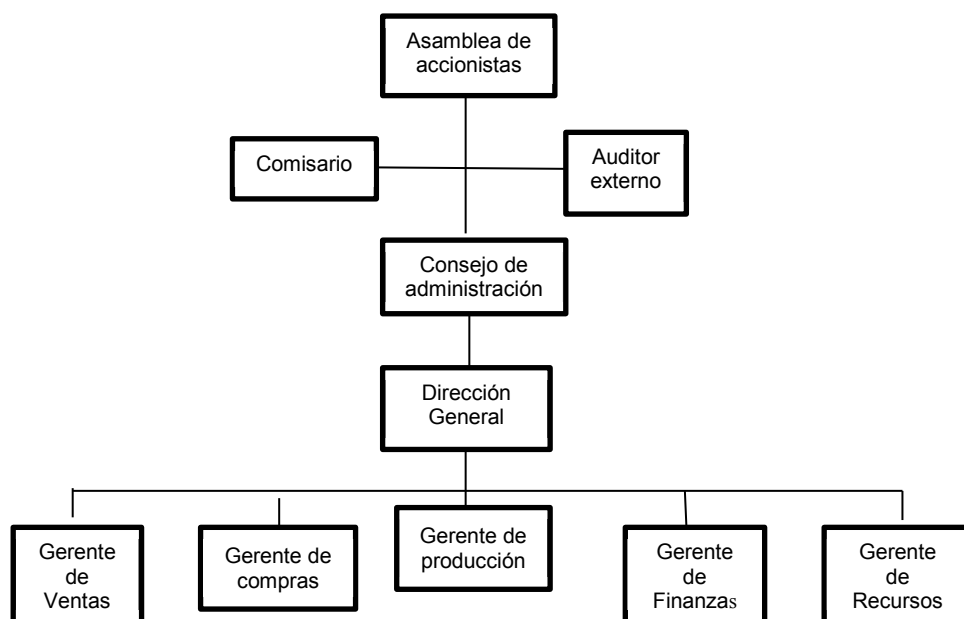 Asamblea de
accionistas
Comisario
Auditor
externo
Consejo de
administración
Dirección
General
Gerente
de
Ventas
Gerente de
compras
Gerente de
producción
Gerente
de
Finanzas
Gerente
de
Recursos